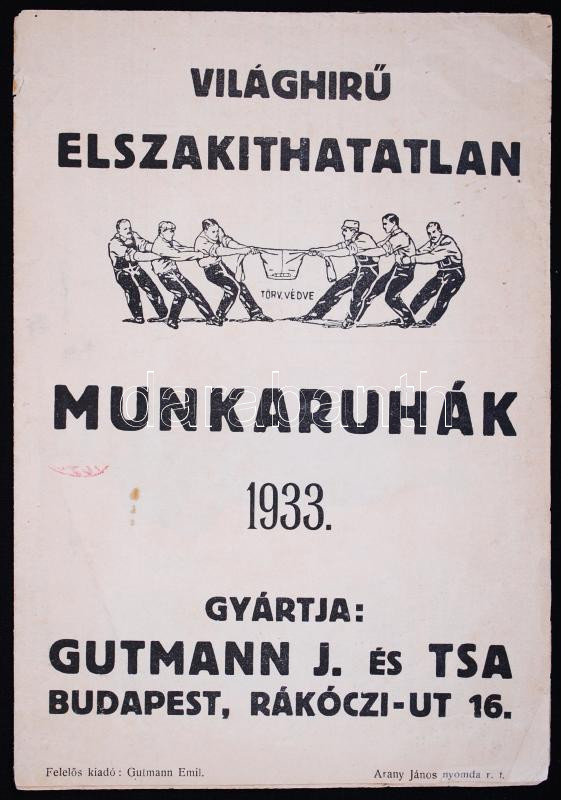 VILÁGHIRŰ
ELSZAKITHATATLAN
TÖRV. VÉDVE
MUNKARUHÁK
darabanth
1933.
GYÁRTJA:
GUTMANN J. ÉS TSA
BUDAPEST, RÁKÓCZI-UT 16.
Felelős kiadó: Gutmann Emil. Arany János nyomda r. t.